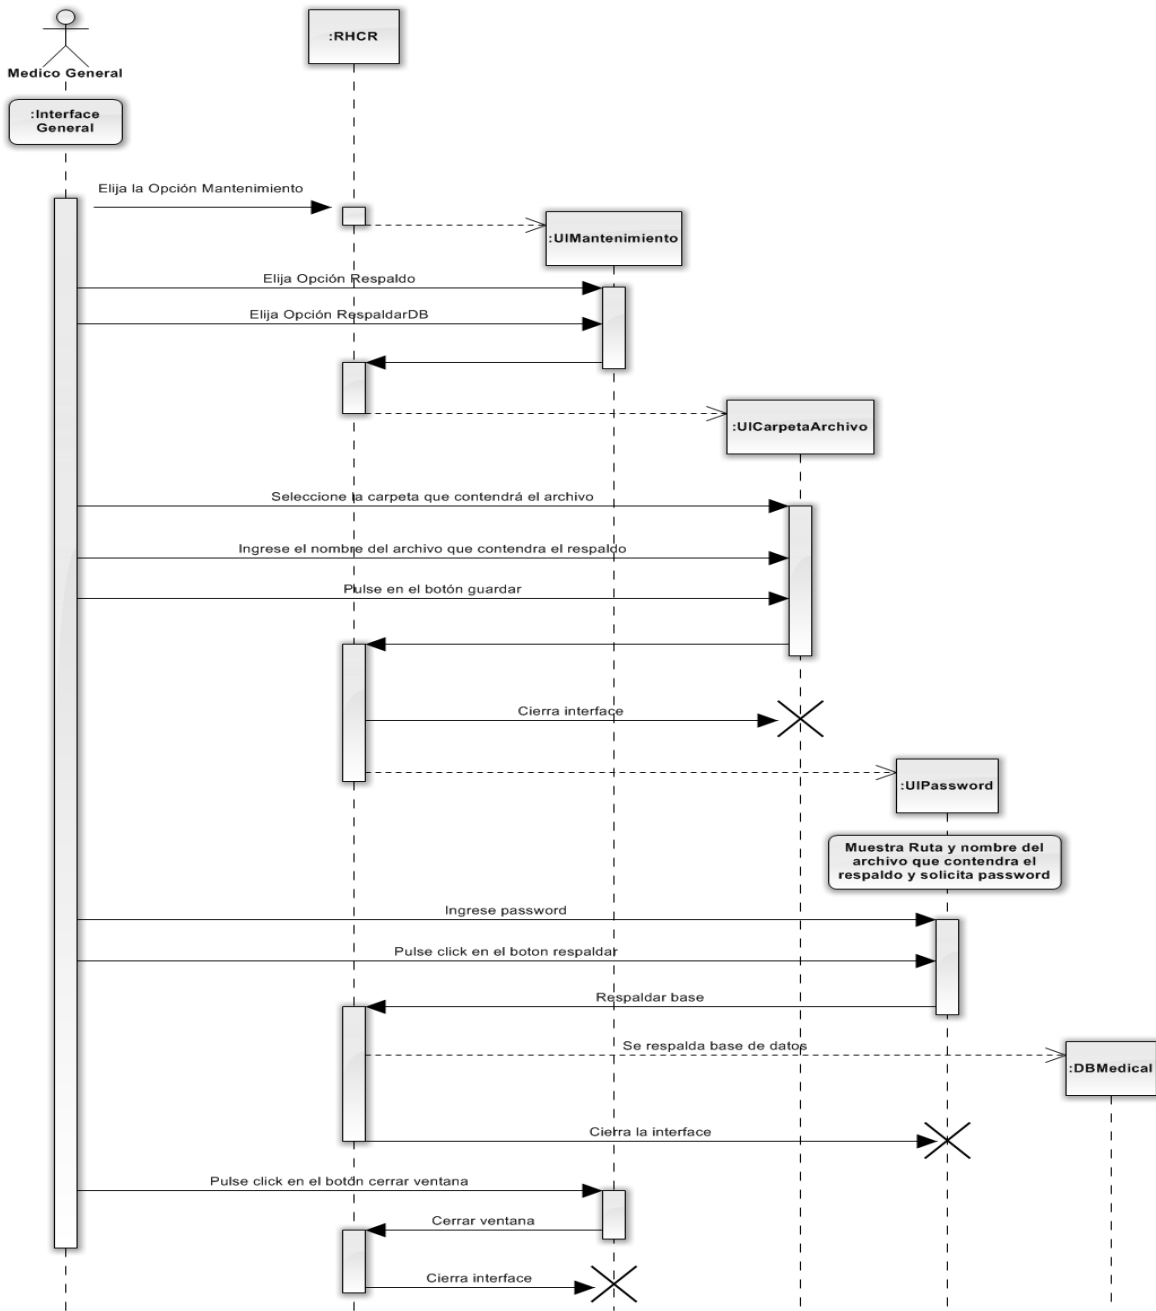 :RHCR
Medico General
:Interface
General
Elija la Opción Mantenimiento
:UIMantenimiento
Elija Opción Respaldo
Elija Opción RespaldarDB
:UICarpetaArchivo
Seleccione la carpeta que contendrá el archivo
Ingrese el nombre del archivo que contendra el respaldo
Pulse en el botón guardar
Cierra interface
:UIPassword
Muestra Ruta y nombre del
archivo que contendra el
respaldo y solicita password
Ingrese password
Pulse click en el boton respaldar
Respaldar base
Se respalda base de datos
:DBMedical
Cierra la interface
Pulse click en el botón cerrar ventana
Cerrar ventana
Cierra interface